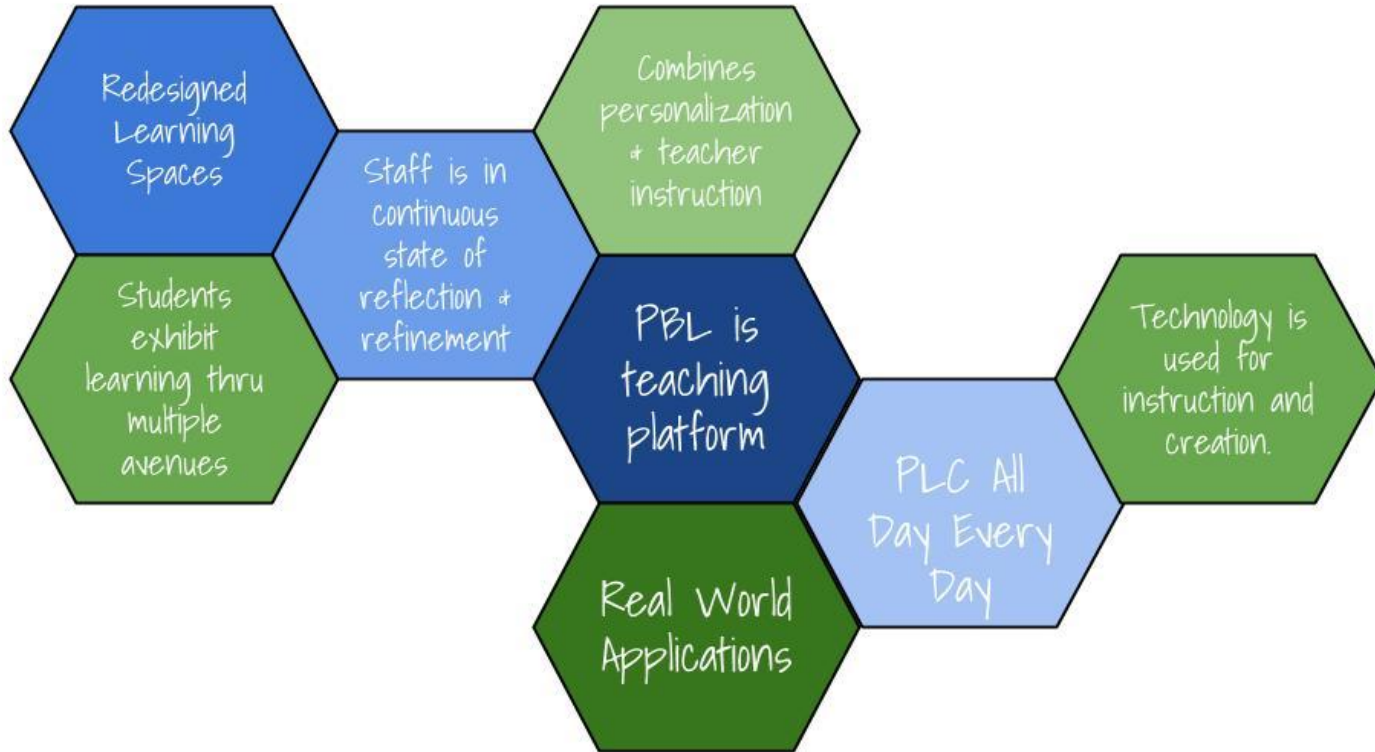 Redesigned
Learning
Spaces
Students
exhibit
learning thru
multiple
avenues
Staff is in
continuous
state of
reflection &
refinement
Combines
personalization
& teacher
instruction
PBL is
teaching
platform
Real World
Applications
PLC All
Day Every
Day
Technology is
used for
instruction and
creation.